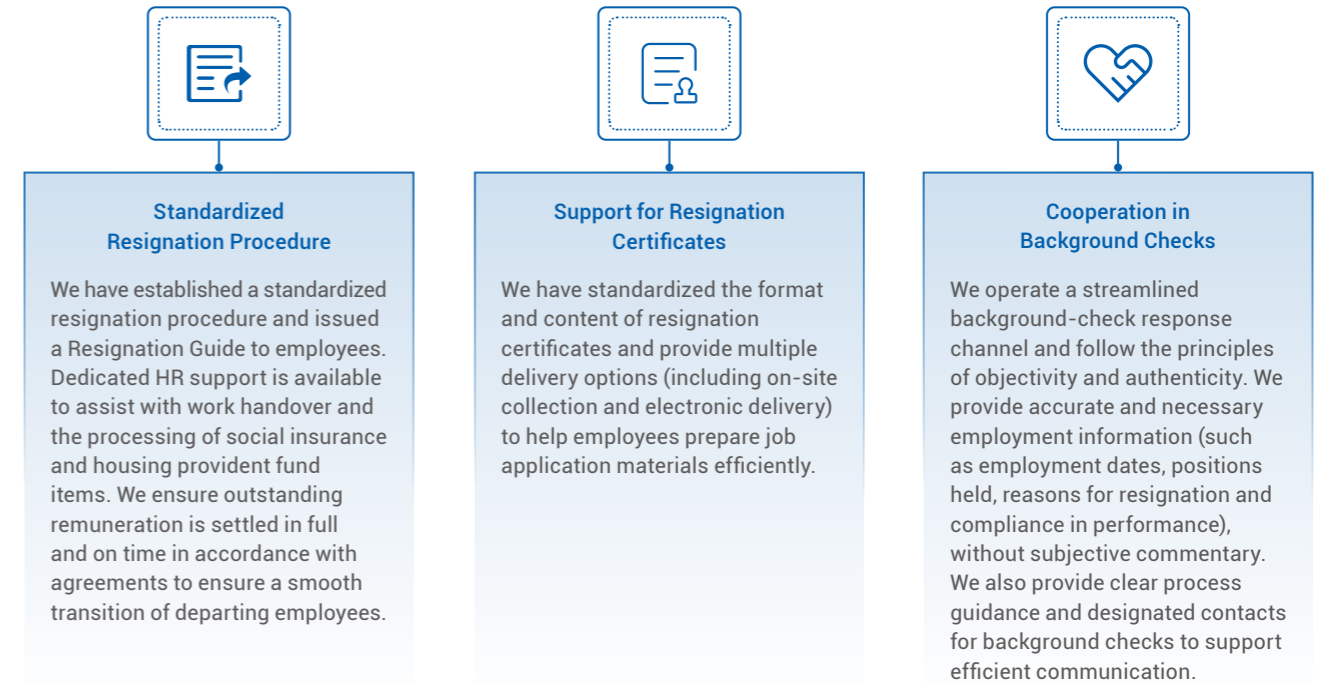 Standardized
Resignation Procedure
We have established a standardized
resignation procedure and issued
a Resignation Guide to employees.
Dedicated HR support is available
to assist with work handover and
the processing of social insurance
and housing provident fund
items. We ensure outstanding
remuneration is settled in full
and on time in accordance with
agreements to ensure a smooth
transition of departing employees.
Support for Resignation
Certificates
We have standardized the format
and content of resignation
certificates and provide multiple
delivery options (including on-site
collection and electronic delivery)
to help employees prepare job
application materials efficiently.
Cooperation in
Background Checks
We operate a streamlined
background-check response
channel and follow the principles
of objectivity and authenticity. We
provide accurate and necessary
employment information (such
as employment dates, positions
held, reasons for resignation and
compliance in performance),
without subjective commentary.
We also provide clear process
guidance and designated contacts
for background checks to support
efficient communication.